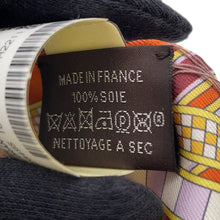 MADE IN FRANCE
100% SOIE
NETTOYAGE A SEC